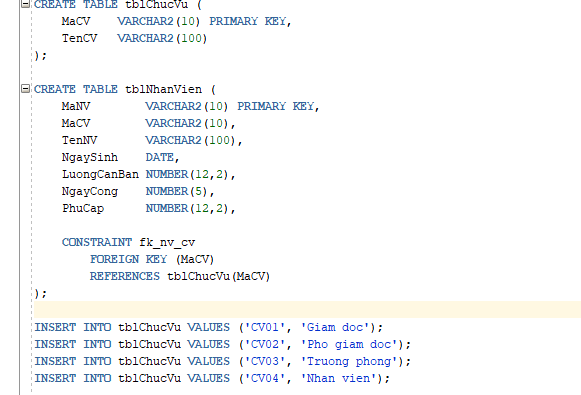 CREATE TABLE tblChucVu (
MaCV VARCHAR2(10) PRIMARY KEY,
TenCV VARCHAR2(100)
);
CREATE TABLE tblNhanVien (
MaNV VARCHAR2(10) PRIMARY KEY,
MaCV VARCHAR2(10),
TenNV VARCHAR2(100),
NgaySinh DATE,
LuongCanBan NUMBER(12,2),
NgayCong NUMBER(5),
PhuCap NUMBER(12,2),
CONSTRAINT fk_nv_cv
FOREIGN KEY (MaCV)
REFERENCES tblChucVu(MaCV)
);
INSERT INTO tblChucVu VALUES ('CV01', 'Giam doc');
INSERT INTO tblChucVu VALUES ('CV02', 'Pho giam doc');
INSERT INTO tblChucVu VALUES ('CV03', 'Truong phong');
INSERT INTO tblChucVu VALUES ('CV04', 'Nhan vien');